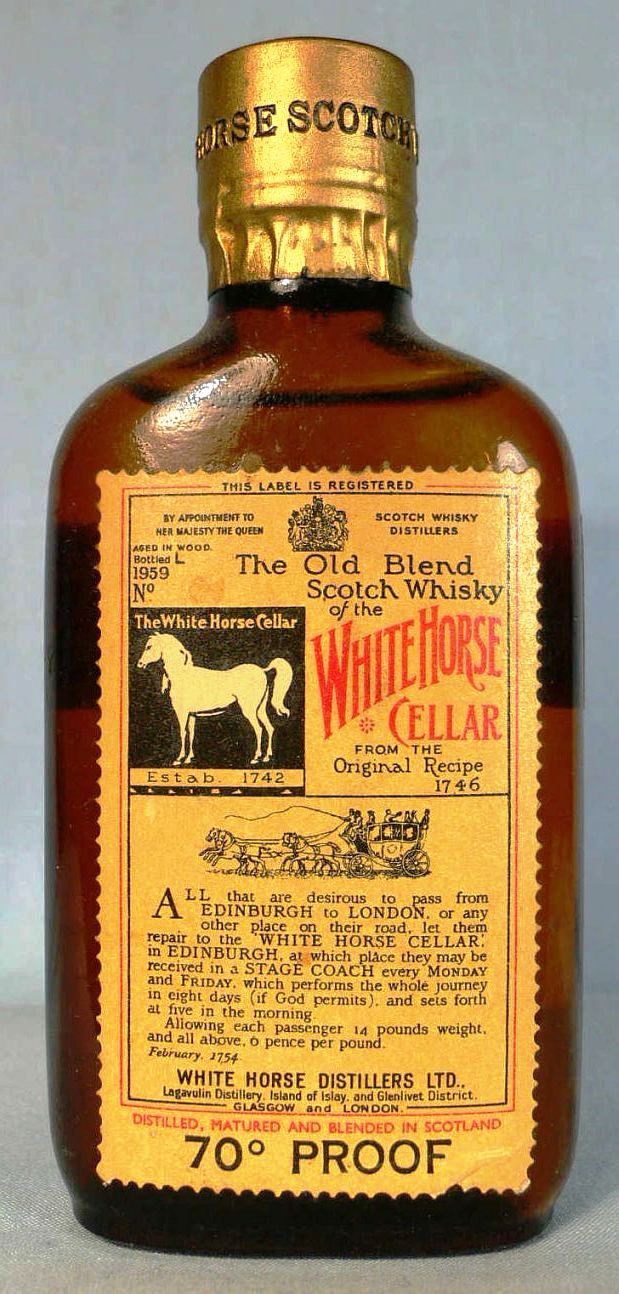 HORSE SCOTCH
THIS LABEL IS REGISTERED
BY APPOINTMENT TO
HER MAJESTY THE QUEEN
SCOTCH WHISKY
DISTILLERS
AGED IN WOOD.
Bottled L
1959
Nº
The Old Blend
Scotch Whisky
of the
WHITE HORSE
CELLAR
FROM THE
Original Recipe
1746
The White Horse Cellar
Estab. 1742
ALL that are desirous to pass from
EDINBURGH to LONDON, or any
other place on their road, let them
repair to the 'WHITE HORSE CELLAR'
in EDINBURGH, at which place they may be
received in a STAGE COACH every MONDAY
and FRIDAY, which performs the whole journey
in eight days (if God permits), and sets forth
at five in the morning.
Allowing each passenger 14 pounds weight,
and all above, 6 pence per pound.
February, 1754.
WHITE HORSE DISTILLERS LTD.,
Lagavulin Distillery, Island of Islay, and Glenlivet District.
GLASGOW and LONDON.
DISTILLED, MATURED AND BLENDED IN SCOTLAND
70° PROOF